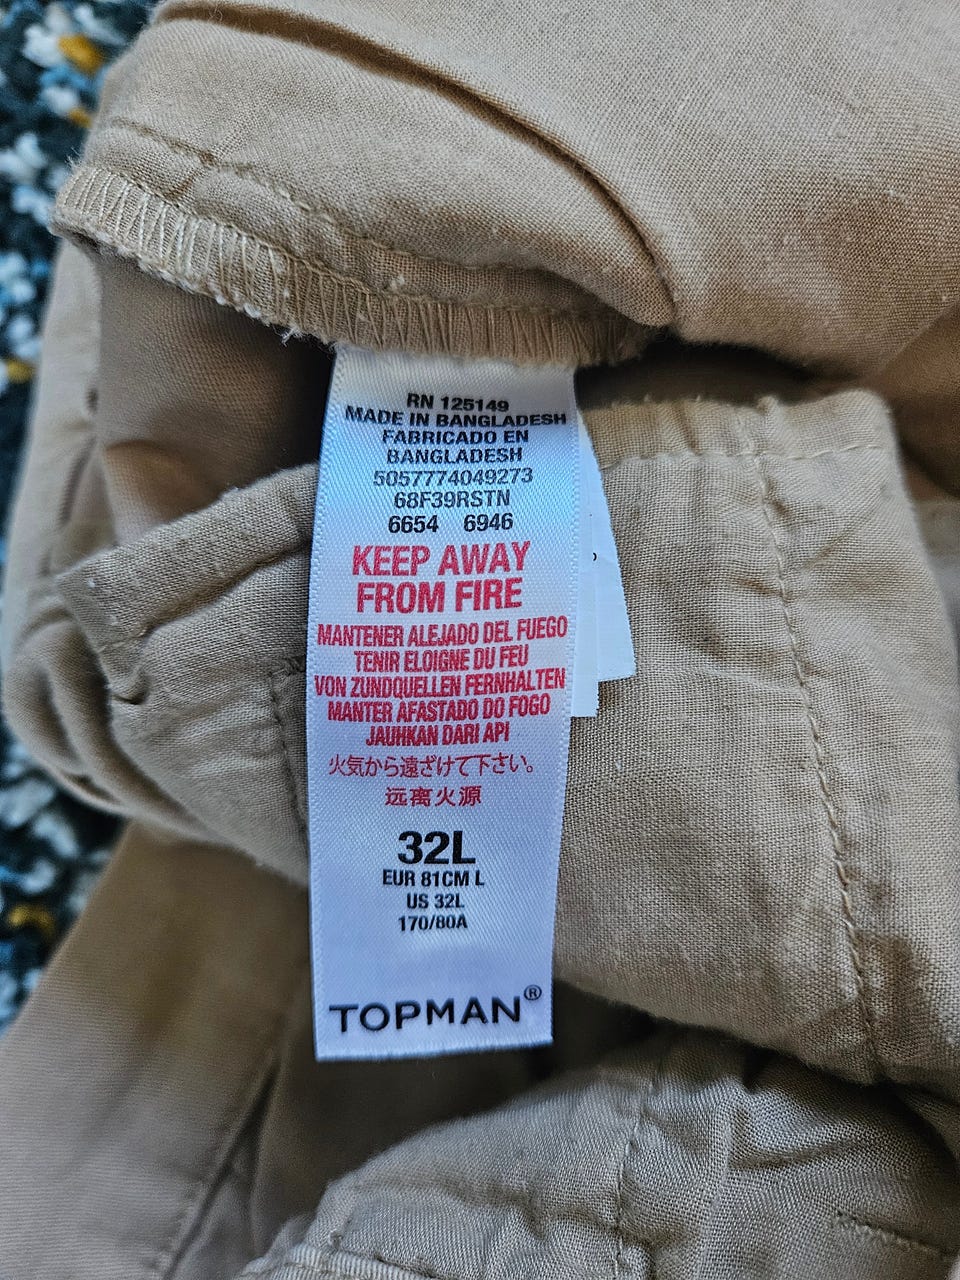 RN 125149
MADE IN BANGLADESH
FABRICADO EN
BANGLADESH
5057774049273
68F39RSTN
6654 6946
KEEP AWAY
FROM FIRE
MANTENER ALEJADO DEL FUEGO
TENIR ELOIGNE DU FEU
VON ZUNDQUELLEN FERNHALTEN
MANTER AFASTADO DO FOGO
JAUHKAN DARI API
火気から遠ざけて下さい。
远离火源
32L
EUR 81CM L
US 32L
170/80A
TOPMAN®